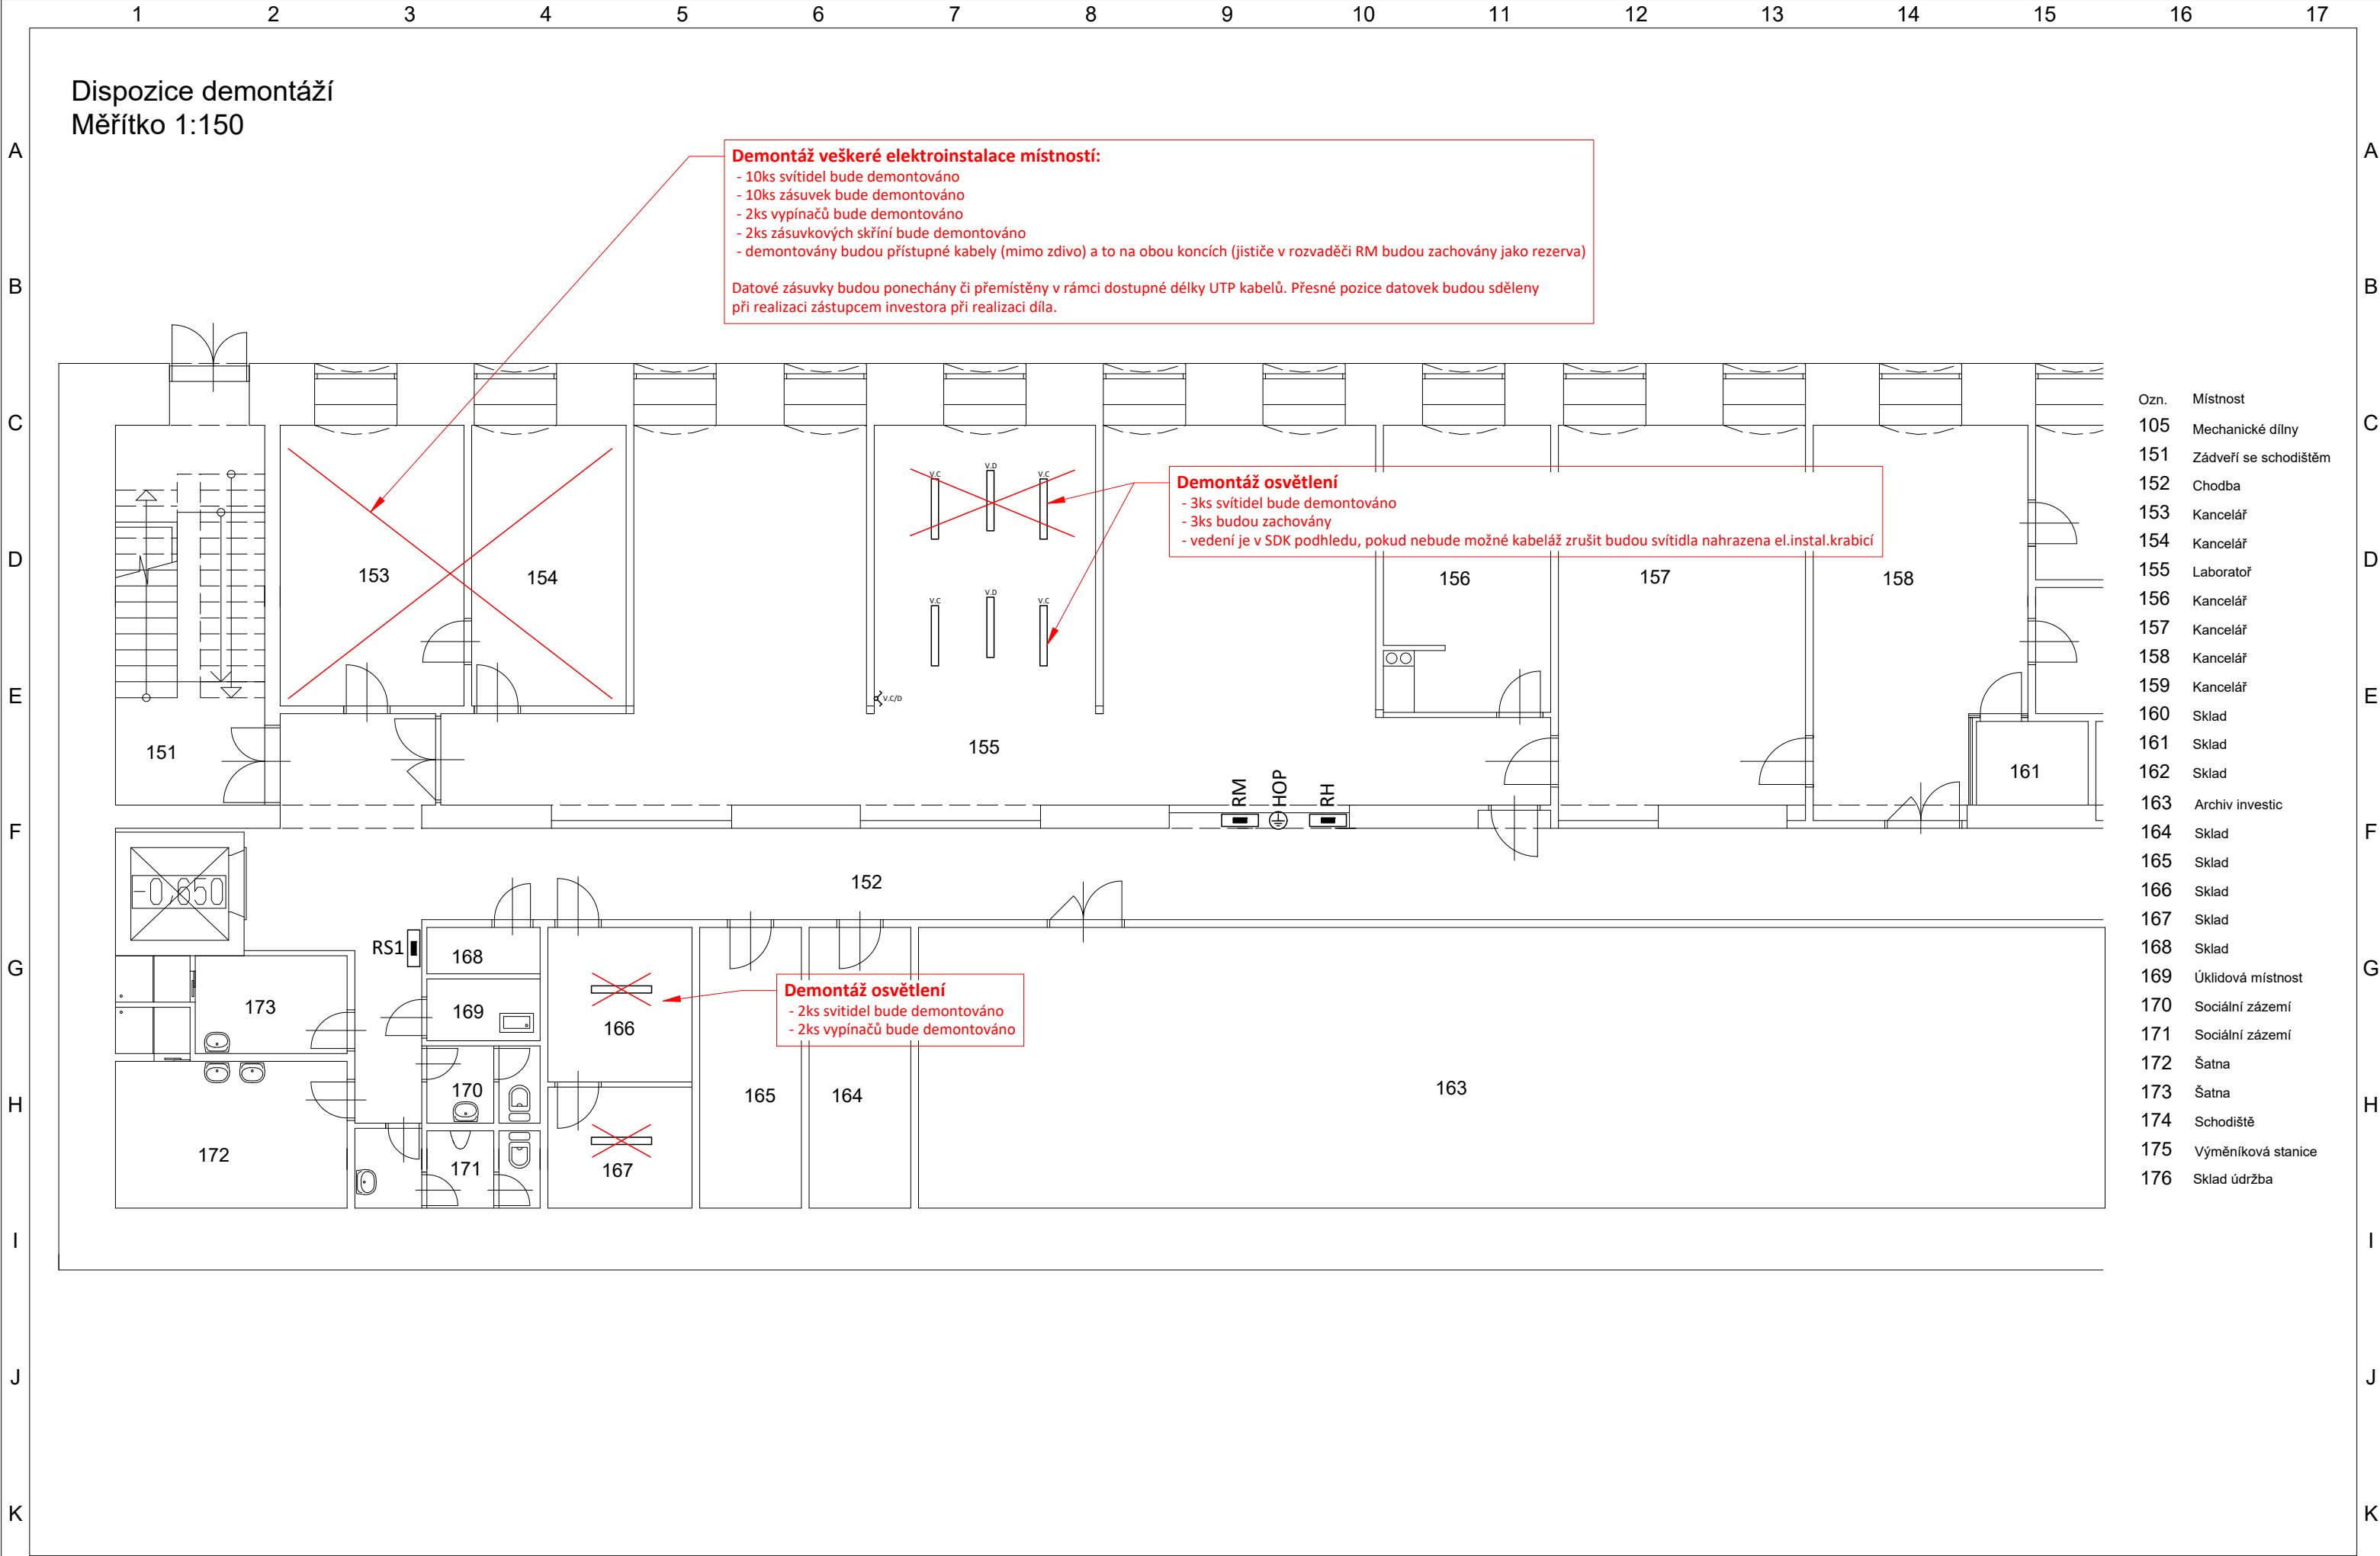 1 2 3 4 5 6 7 8 9 10 11 12 13 14 15 16 17
Dispozice demontáží
Měřítko 1:150
A A
Demontáž veškeré elektroinstalace místností:
- 10ks svítidel bude demontováno
- 10ks zásuvek bude demontováno
- 2ks vypínačů bude demontováno
- 2ks zásuvkových skříní bude demontováno
- demontovány budou přístupné kabely (mimo zdivo) a to na obou koncích (jističe v rozvaděči RM budou zachovány jako rezerva)
Datové zásuvky budou ponechány či přemístěny v rámci dostupné délky UTP kabelů. Přesné pozice datovek budou sděleny
při realizaci zástupcem investora při realizaci díla.
B B
C C
V.C V.D V.C
Demontáž osvětlení
- 3ks svítidel bude demontováno
- 3ks budou zachovány
- vedení je v SDK podhledu, pokud nebude možné kabeláž zrušit budou svítidla nahrazena el.instal.krabicí
D D
153 154 156 157 158
V.C V.D V.C
E E
V.C/D
151 155 161
RM HOP RH
F F
-0,650
152
RS1 168
G G
Demontáž osvětlení
- 2ks svitidel bude demontováno
- 2ks vypínačů bude demontováno
173 169 166
170 165 164 163
H H
172 171 167
I I
J J
K K
Ozn. Místnost
105 Mechanické dílny
151 Zádveří se schodištěm
152 Chodba
153 Kancelář
154 Kancelář
155 Laboratoř
156 Kancelář
157 Kancelář
158 Kancelář
159 Kancelář
160 Sklad
161 Sklad
162 Sklad
163 Archiv investic
164 Sklad
165 Sklad
166 Sklad
167 Sklad
168 Sklad
169 Úklidová místnost
170 Sociální zázemí
171 Sociální zázemí
172 Šatna
173 Šatna
174 Schodiště
175 Výměníková stanice
176 Sklad údržba